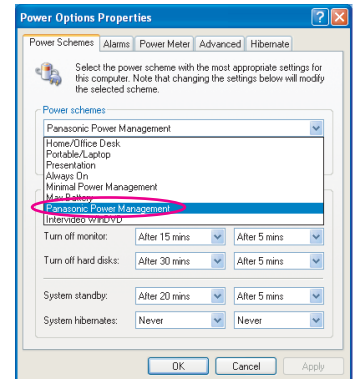 Power Options Properties
Power Schemes Alarms Power Meter Advanced Hibernate
Select the power scheme with the most appropriate settings for
this computer. Note that changing the settings below will modify
the selected scheme.
Power schemes
Panasonic Power Management
Home/Office Desk
Portable/Laptop
Presentation
Always On
Minimal Power Management
Max Battery
Panasonic Power Management
Intervideo WinDVD
Turn off monitor: After 15 mins After 5 mins
Turn off hard disks: After 30 mins After 5 mins
System standby: After 20 mins After 5 mins
System hibernates: Never Never
OK Cancel Apply